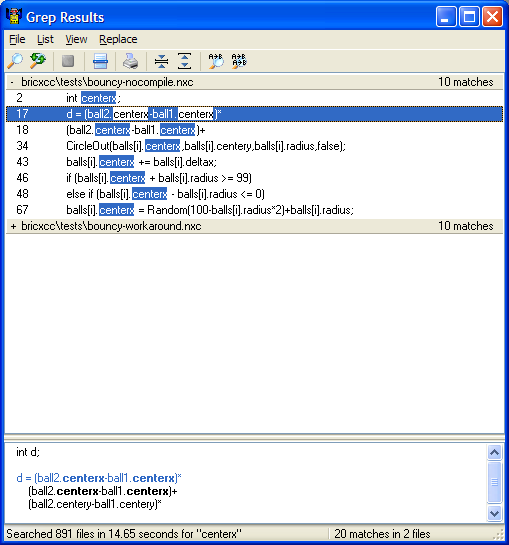 Grep Results
File List View Replace
- bricxcc\tests\bouncy-nocompile.nxc 10 matches
2 int centerx;
17 d = (ball2.centerx-ball1.centerx)*
18 (ball2.centerx-ball1.centerx)+
34 CircleOut(balls[i].centerx,balls[i].centery,balls[i].radius,false);
43 balls[i].centerx += balls[i].deltax;
46 if (balls[i].centerx + balls[i].radius >= 99)
48 else if (balls[i].centerx - balls[i].radius <= 0)
67 balls[i].centerx = Random(100-balls[i].radius*2)+balls[i].radius;
+ bricxcc\tests\bouncy-workaround.nxc 10 matches
int d;
d = (ball2.centerx-ball1.centerx)*
(ball2.centerx-ball1.centerx)+
(ball2.centery-ball1.centery)*
Searched 891 files in 14.65 seconds for "centerx" 20 matches in 2 files